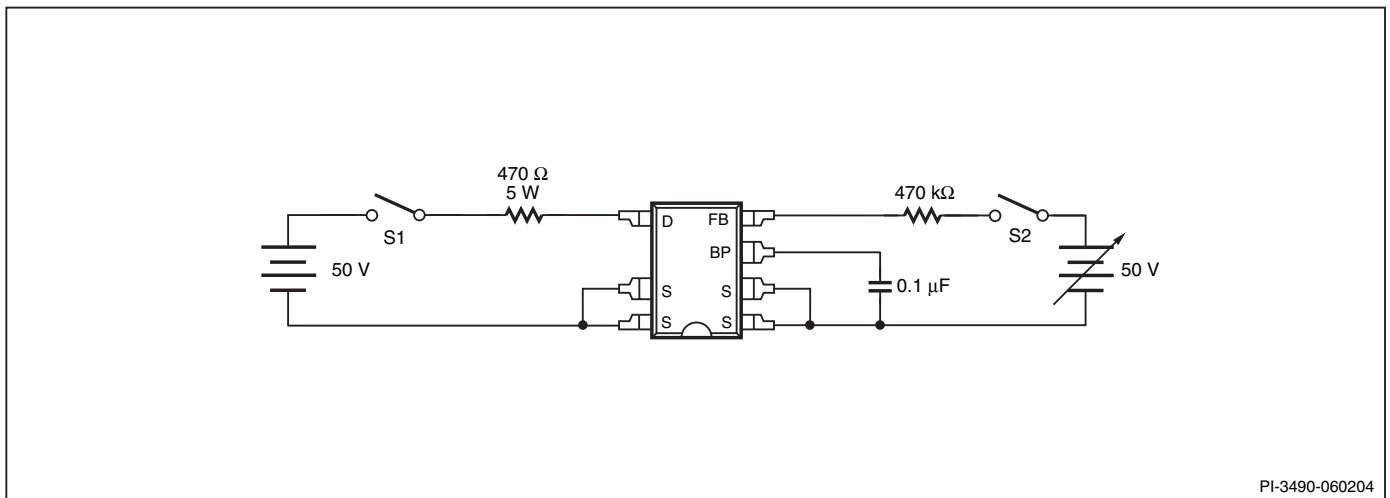 470 Ω
5 W
470 kΩ
D
FB
S1
S2
BP
50 V
50 V
0.1 µF
S
S
S
S
PI-3490-060204